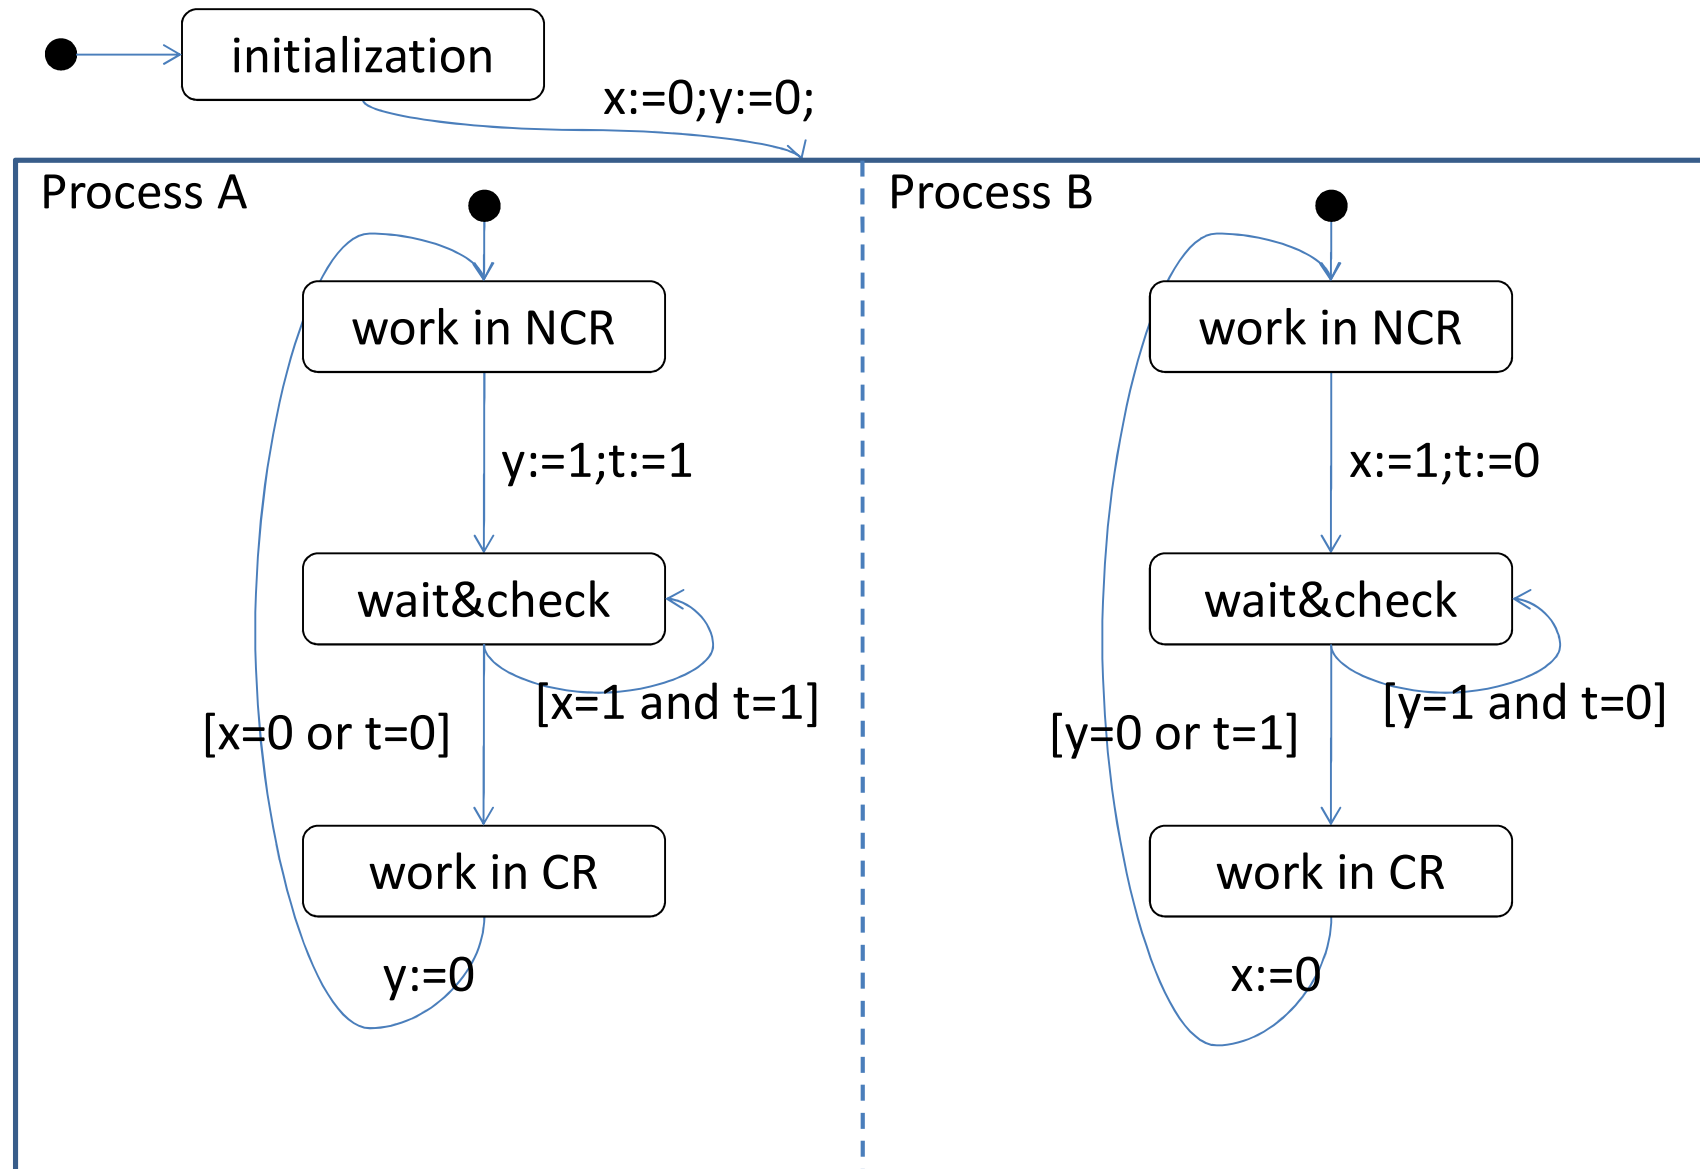 initialization
x:=0;y:=0;
Process A
work in NCR
y:=1;t:=1
wait&check
[x=1 and t=1]
[x=0 or t=0]
work in CR
y:=0
Process B
work in NCR
x:=1;t:=0
wait&check
[y=1 and t=0]
[y=0 or t=1]
work in CR
x:=0